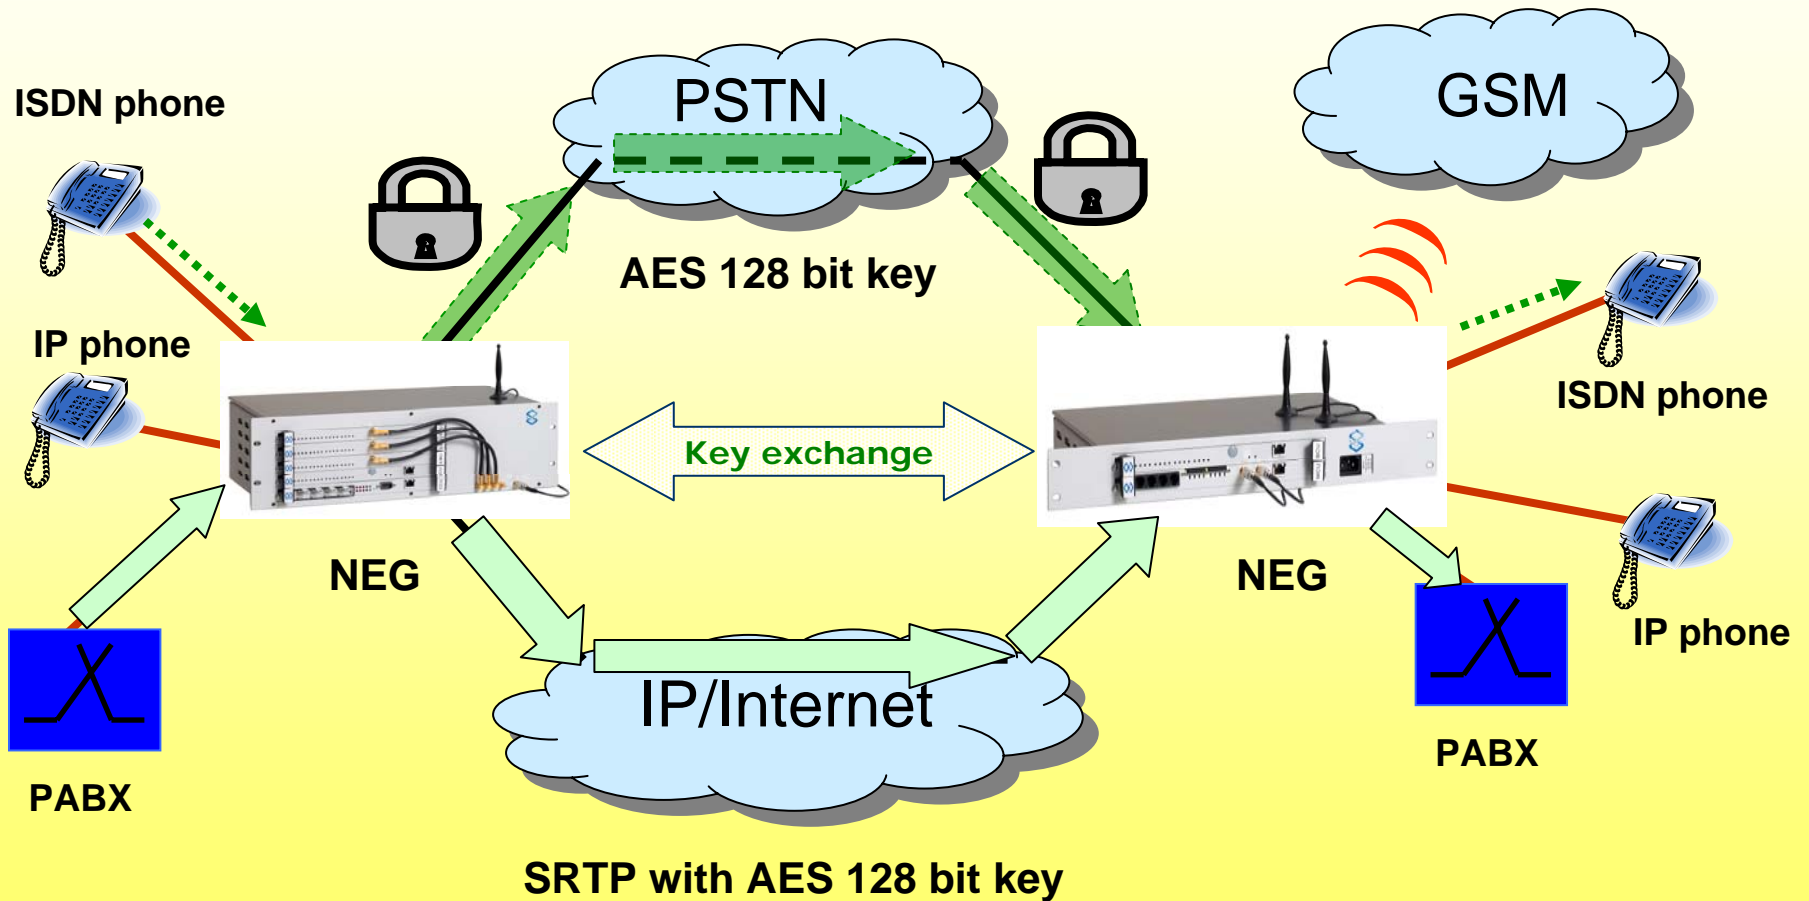 PSTN
GSM
ISDN phone
AES 128 bit key
IP phone
ISDN phone
Key exchange
NEG
NEG
IP phone
IP/Internet
PABX
PABX
SRTP with AES 128 bit key